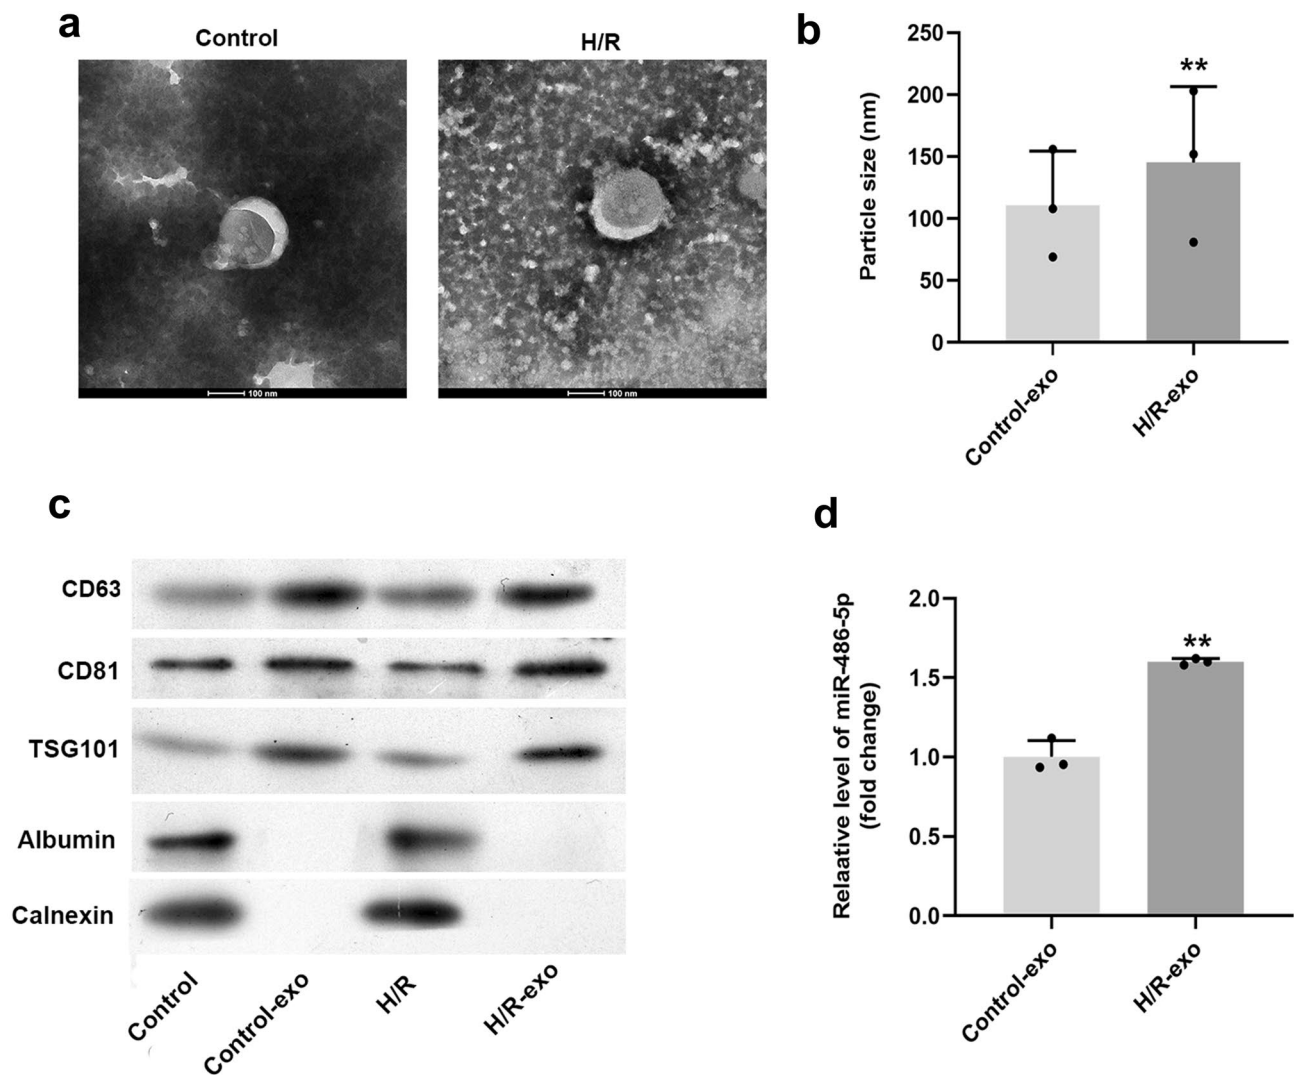 a
Control
H/R
100 nm
100 nm
b
250
200
150
100
50
0
Particle size (nm)
**
Control-exo
H/R-exo
c
CD63
CD81
TSG101
Albumin
Calnexin
Control
Control-exo
H/R
H/R-exo
d
2.0
1.5
1.0
0.5
0.0
Relaative level of miR-486-5p
(fold change)
**
Control-exo
H/R-exo